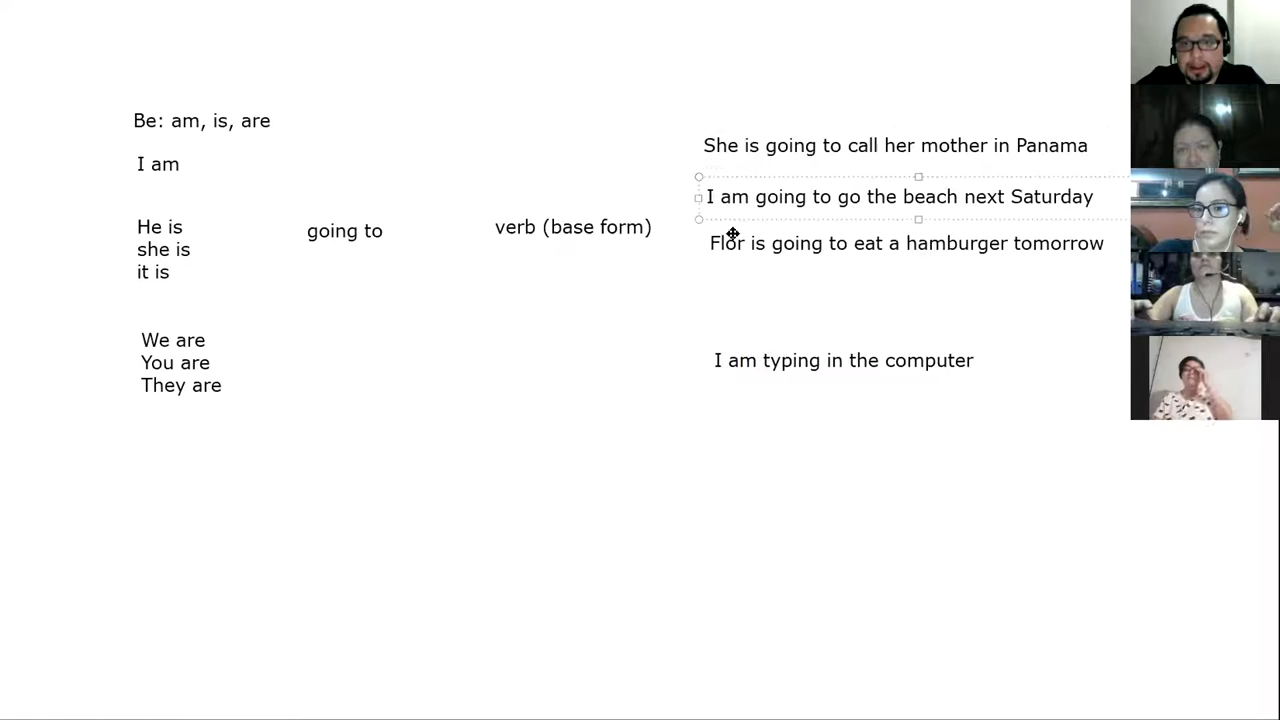 Be: am, is, are
I am
He is
she is
it is
going to
verb (base form)
We are
You are
They are
She is going to call her mother in Panama
I am going to go the beach next Saturday
Flor is going to eat a hamburger tomorrow
I am typing in the computer